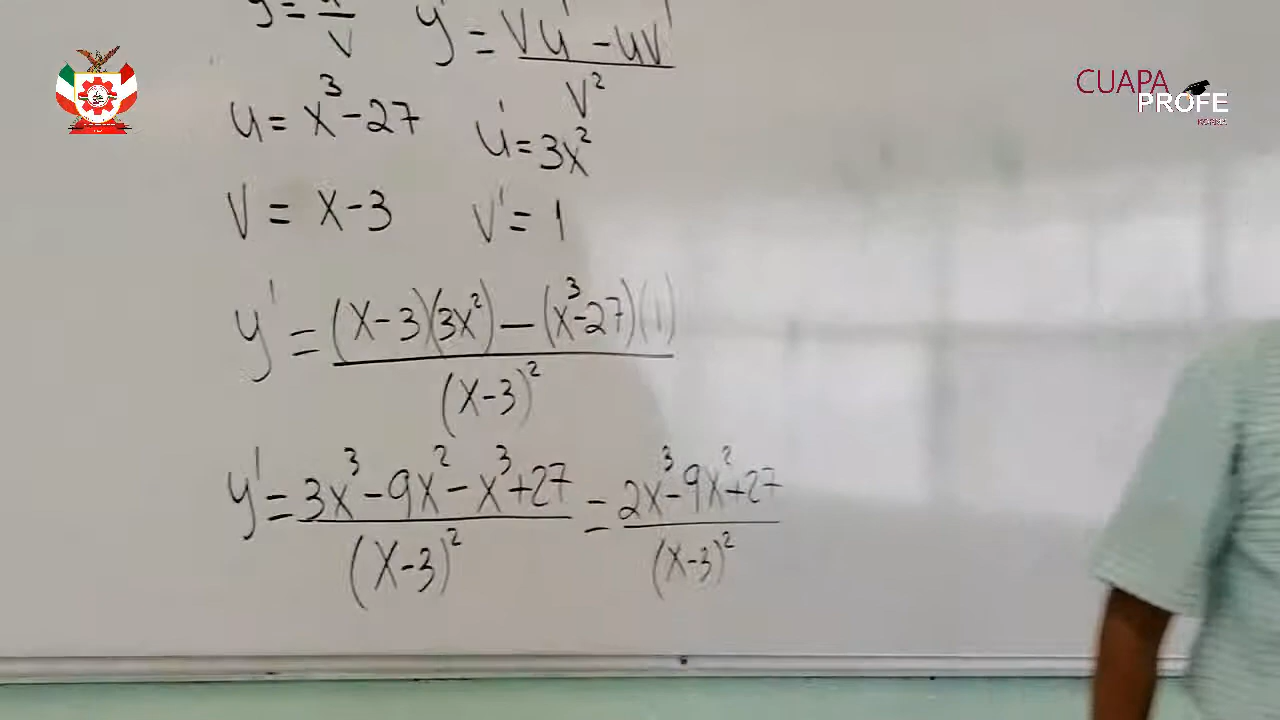 y = u/v   y' = (vu' - uv')/v²
u = x³ - 27   u' = 3x²
v = x - 3   v' = 1
y' = ((x-3)(3x²) - (x³-27)(1))/(x-3)²
y' = (3x³ - 9x² - x³ + 27)/(x-3)² = (2x³ - 9x² + 27)/(x-3)²
CUAPA
PROFE